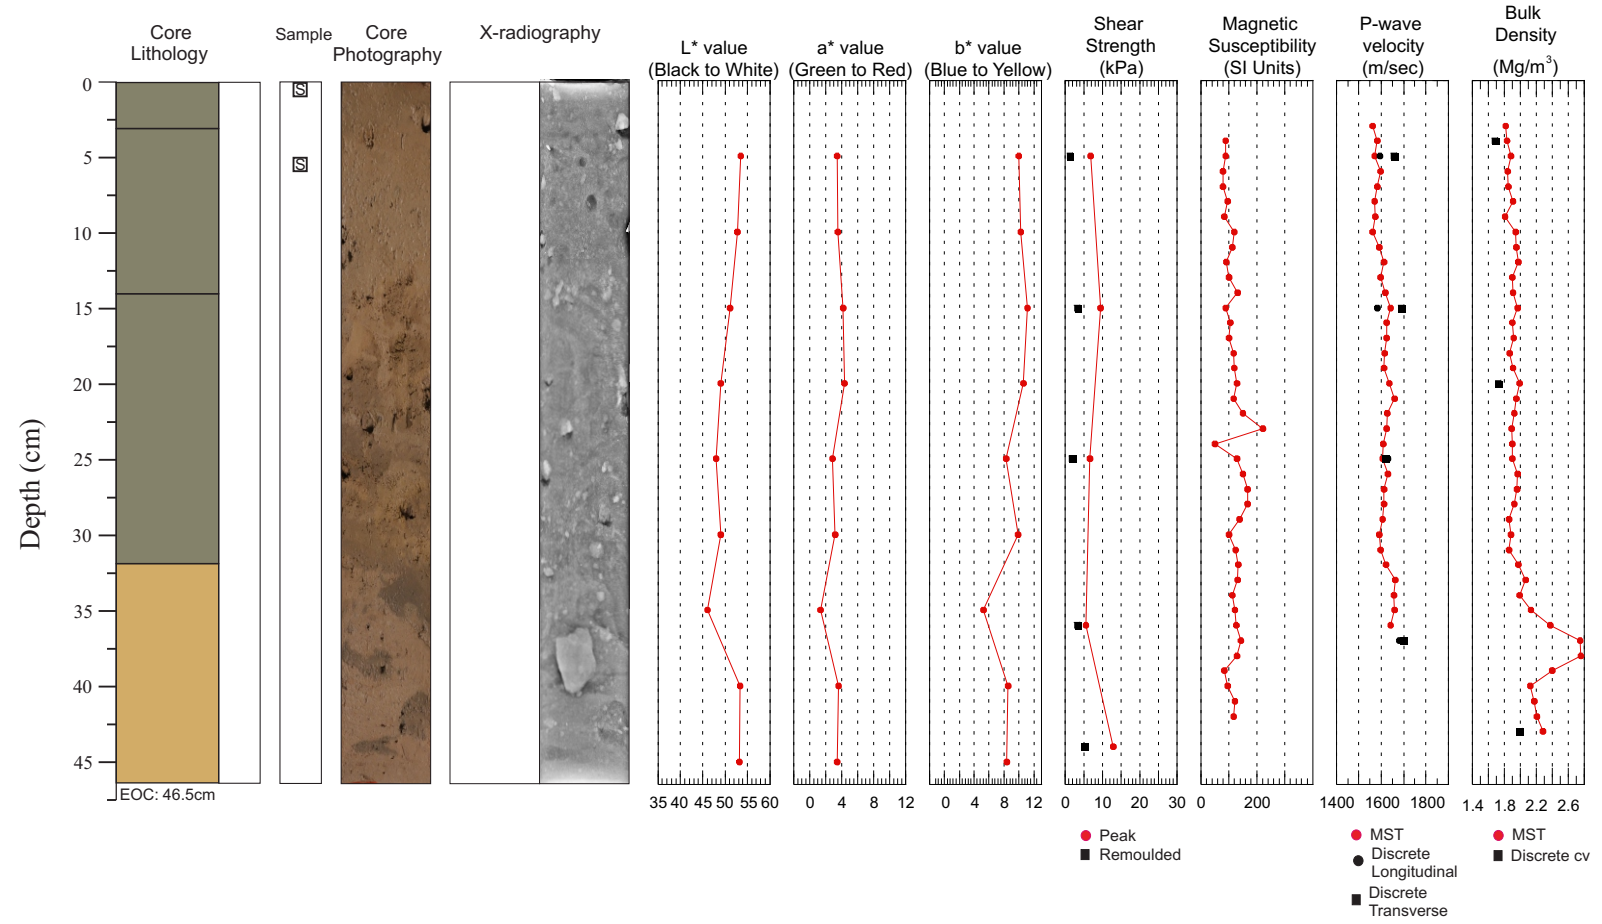 Core
Lithology
Sample
Core
Photography
X-radiography
L* value
(Black to White)
a* value
(Green to Red)
b* value
(Blue to Yellow)
Shear
Strength
(kPa)
Magnetic
Susceptibility
(SI Units)
P-wave
velocity
(m/sec)
Bulk
Density
(Mg/m³)
Depth (cm)
0
5
10
15
20
25
30
35
40
45
S
S
EOC: 46.5cm
35 40 45 50 55 60
0 4 8 12
0 4 8 12
0 10 20 30
0 200
1400 1600 1800
1.4 1.8 2.2 2.6
Peak
Remoulded
MST
Discrete
Longitudinal
Discrete
Transverse
MST
Discrete cv